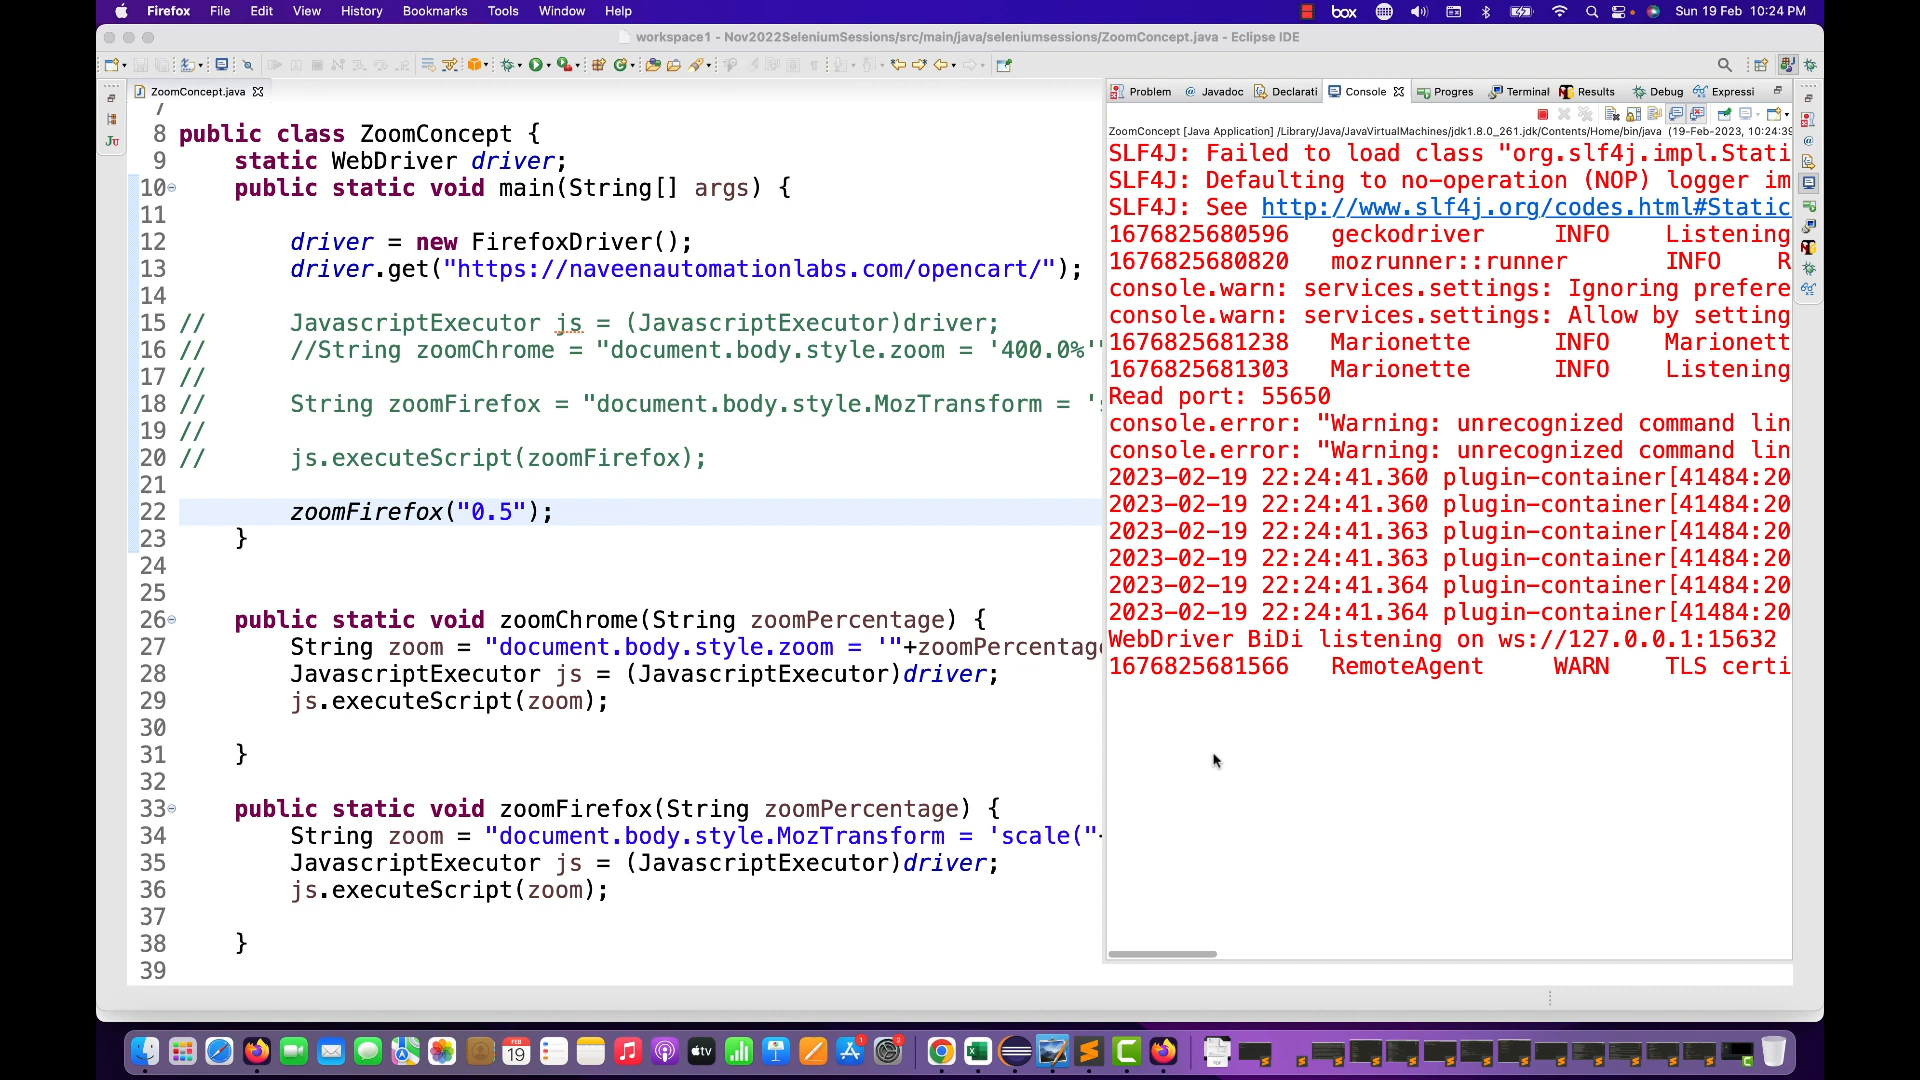 Firefox File Edit View History Bookmarks Tools Window Help box Sun 19 Feb 10:24 PM
workspace1 - Nov2022SeleniumSessions/src/main/java/seleniumsessions/ZoomConcept.java - Eclipse IDE
ZoomConcept.java
7
8 public class ZoomConcept {
9 static WebDriver driver;
10 public static void main(String[] args) {
11
12 driver = new FirefoxDriver();
13 driver.get("https://naveenautomationlabs.com/opencart/");
14
15 // JavascriptExecutor js = (JavascriptExecutor)driver;
16 // //String zoomChrome = "document.body.style.zoom = '400.0%'"
17 //
18 // String zoomFirefox = "document.body.style.MozTransform = '
19 //
20 // js.executeScript(zoomFirefox);
21
22 zoomFirefox("0.5");
23 }
24
25
26 public static void zoomChrome(String zoomPercentage) {
27 String zoom = "document.body.style.zoom = '"+zoomPercentage
28 JavascriptExecutor js = (JavascriptExecutor)driver;
29 js.executeScript(zoom);
30
31 }
32
33 public static void zoomFirefox(String zoomPercentage) {
34 String zoom = "document.body.style.MozTransform = 'scale("
35 JavascriptExecutor js = (JavascriptExecutor)driver;
36 js.executeScript(zoom);
37
38 }
39
Problem Javadoc Declarati Console Progres Terminal Results Debug Expressi
ZoomConcept [Java Application] /Library/Java/JavaVirtualMachines/jdk1.8.0_261.jdk/Contents/Home/bin/java (19-Feb-2023, 10:24:39
SLF4J: Failed to load class "org.slf4j.impl.Stati
SLF4J: Defaulting to no-operation (NOP) logger im
SLF4J: See http://www.slf4j.org/codes.html#Static
1676825680596 geckodriver INFO Listening
1676825680820 mozrunner::runner INFO R
console.warn: services.settings: Ignoring prefere
console.warn: services.settings: Allow by setting
1676825681238 Marionette INFO Marionett
1676825681303 Marionette INFO Listening
Read port: 55650
console.error: "Warning: unrecognized command lin
console.error: "Warning: unrecognized command lin
2023-02-19 22:24:41.360 plugin-container[41484:20
2023-02-19 22:24:41.360 plugin-container[41484:20
2023-02-19 22:24:41.363 plugin-container[41484:20
2023-02-19 22:24:41.363 plugin-container[41484:20
2023-02-19 22:24:41.364 plugin-container[41484:20
2023-02-19 22:24:41.364 plugin-container[41484:20
WebDriver BiDi listening on ws://127.0.0.1:15632
1676825681566 RemoteAgent WARN TLS certi
FEB
19
tv